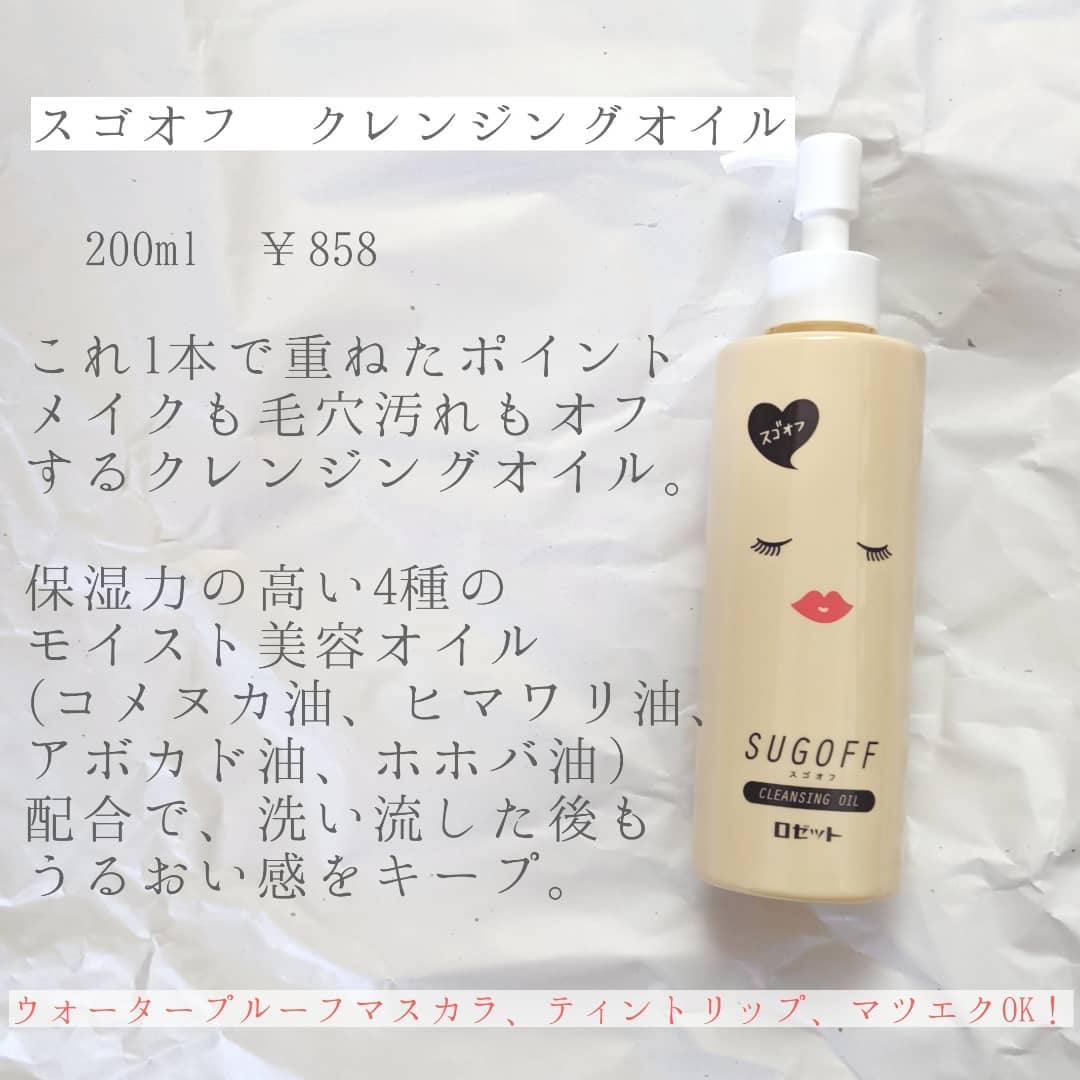 スゴオフ　クレンジングオイル
200ml　￥858
これ1本で重ねたポイント
メイクも毛穴汚れもオフ
するクレンジングオイル。
保湿力の高い4種の
モイスト美容オイル
(コメヌカ油、ヒマワリ油、
アボカド油、ホホバ油)
配合で、洗い流した後も
うるおい感をキープ。
スゴオフ
SUGOFF
スゴオフ
CLEANSING OIL
ロゼット
ウォータープルーフマスカラ、ティントリップ、マツエクOK！